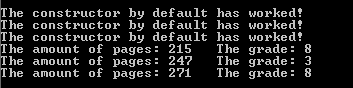 The constructor by default has worked!
The constructor by default has worked!
The constructor by default has worked!
The amount of pages: 215   The grade: 8
The amount of pages: 247   The grade: 3
The amount of pages: 271   The grade: 8